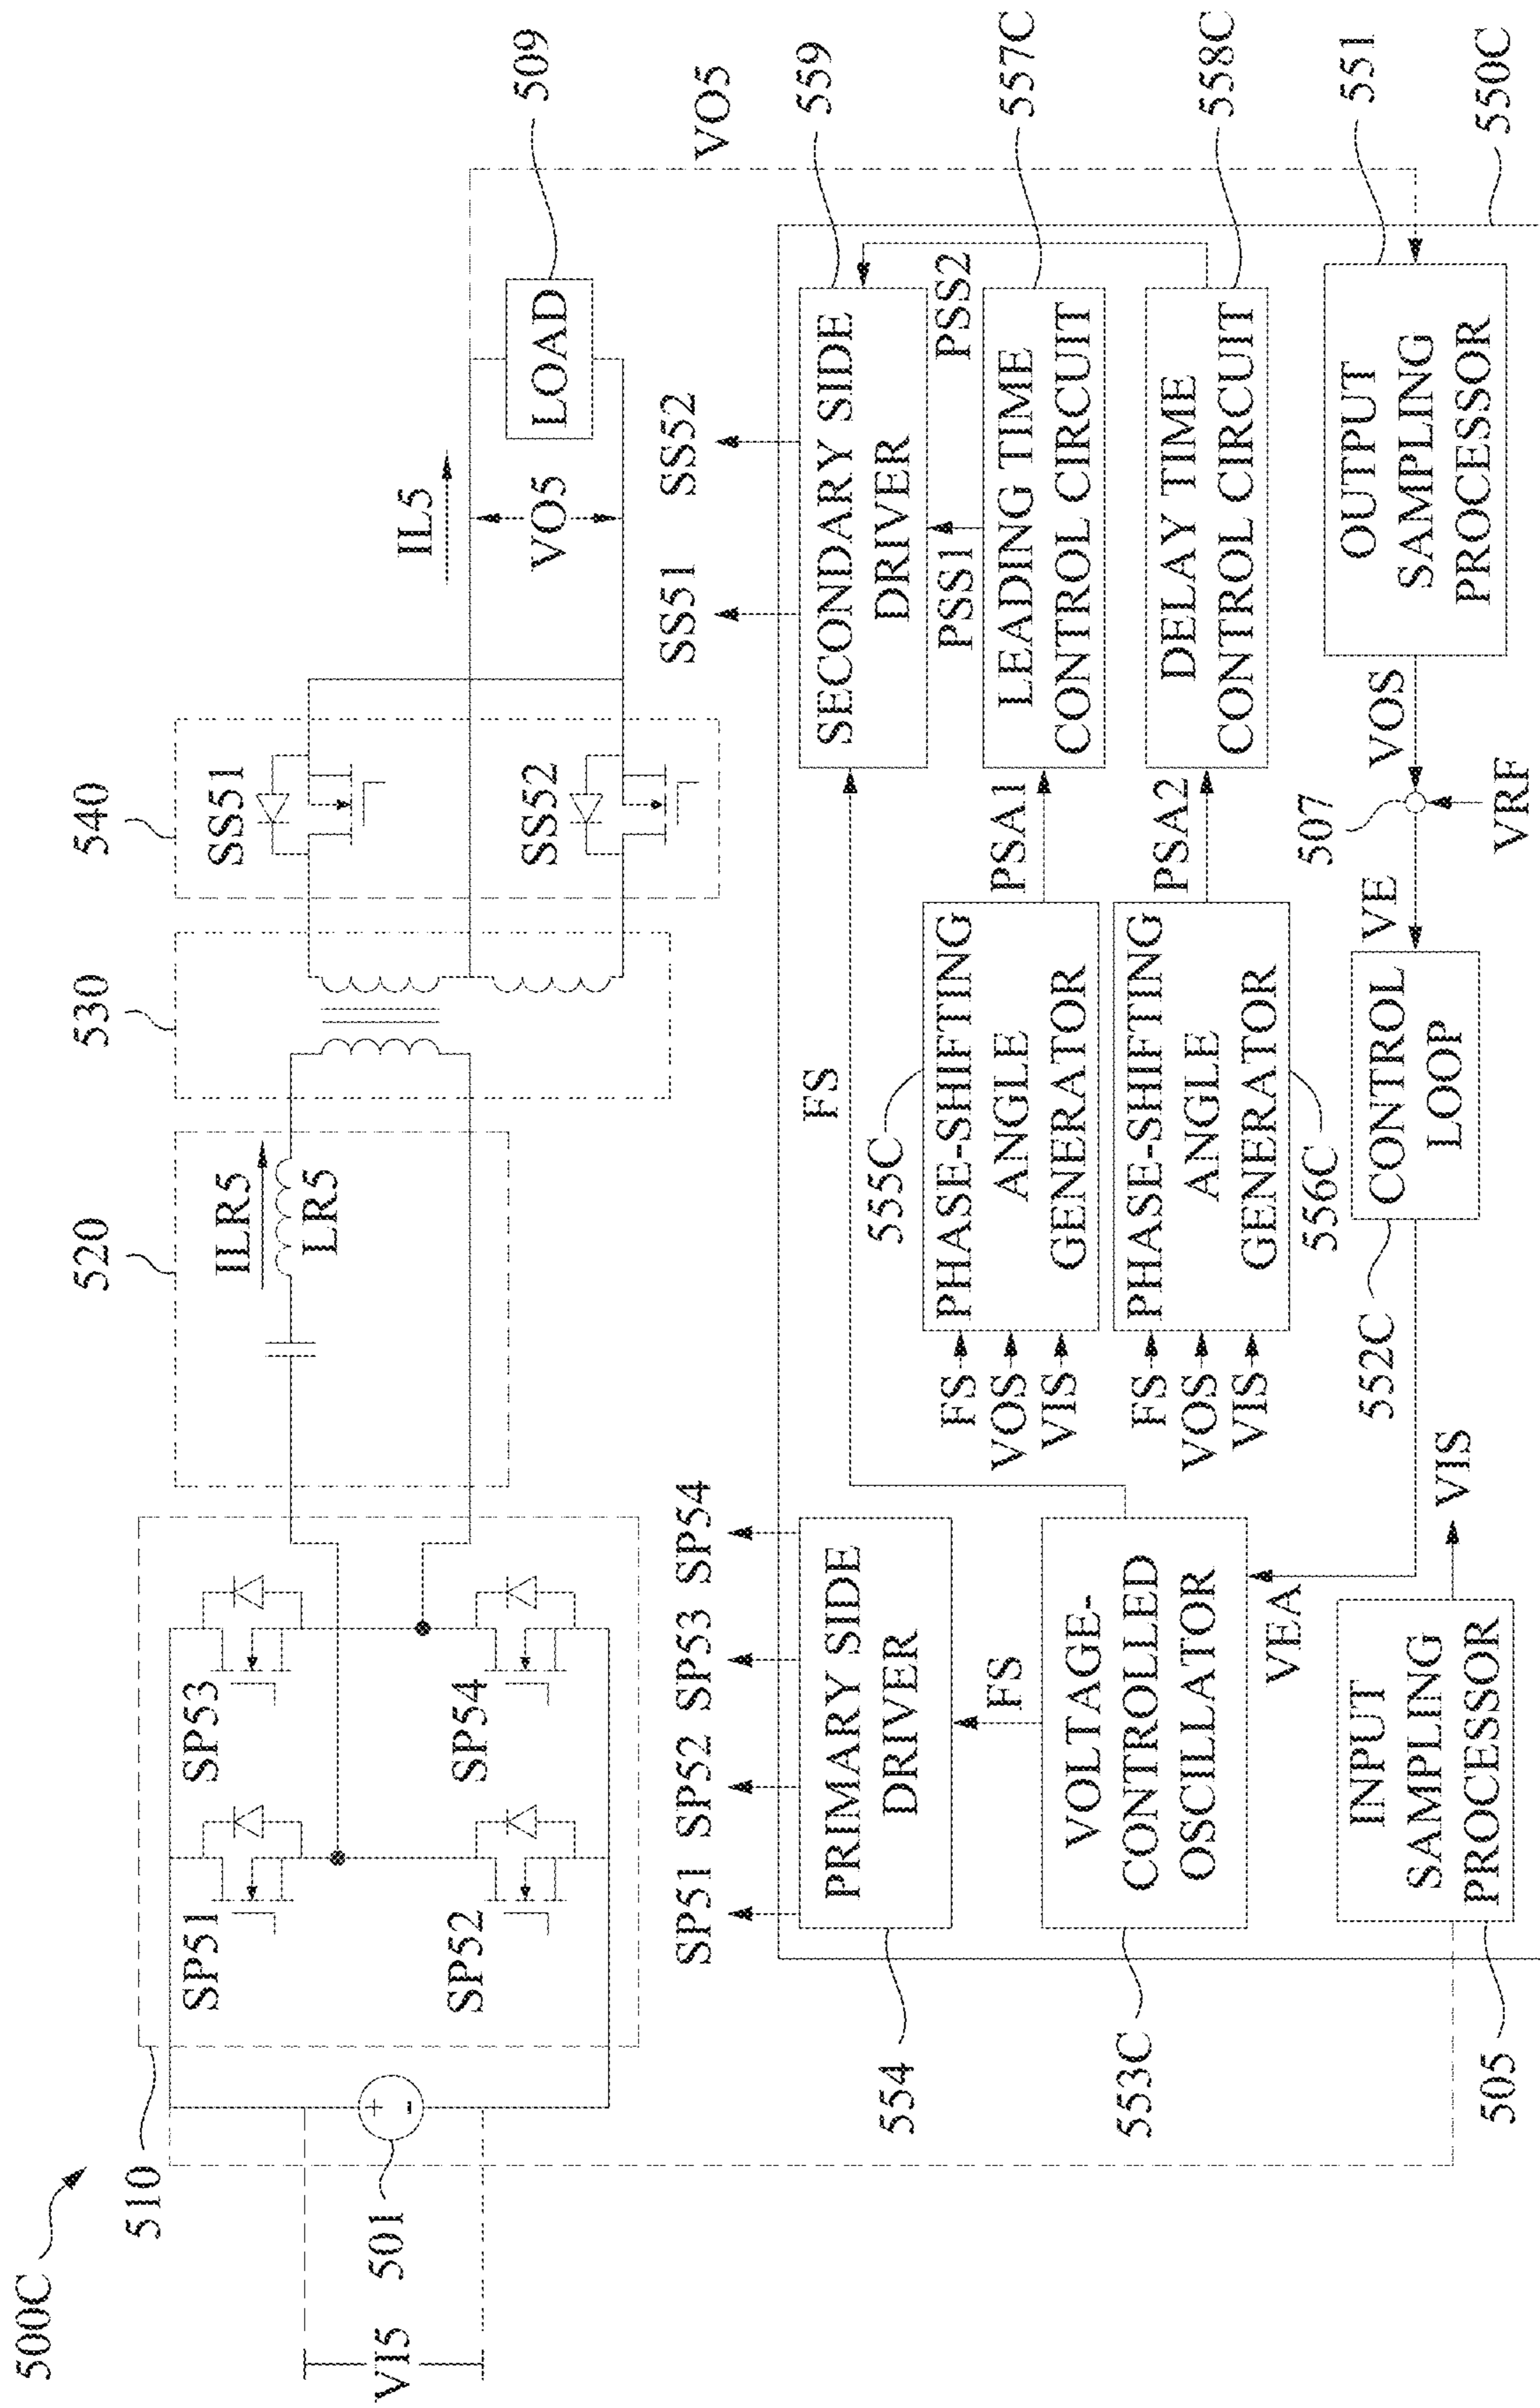 500C
510
520
530
540
SP51
SP53
SP52
SP54
501
VI5
ILR5
LR5
SS51
SS52
IL5
VO5
LOAD
509
VO5
SP51
SP52
SP53
SP54
SS51
SS52
PRIMARY SIDE
DRIVER
554
FS
VOLTAGE-
CONTROLLED
OSCILLATOR
553C
VEA
INPUT
SAMPLING
PROCESSOR
505
VIS
FS
555C
FS
VOS
VIS
PHASE-SHIFTING
ANGLE
GENERATOR
PSA1
FS
VOS
VIS
PHASE-SHIFTING
ANGLE
GENERATOR
556C
PSA2
SECONDARY SIDE
DRIVER
559
PSS1
PSS2
LEADING TIME
CONTROL CIRCUIT
557C
DELAY TIME
CONTROL CIRCUIT
558C
552C
CONTROL
LOOP
VE
507
VRF
VOS
OUTPUT
SAMPLING
PROCESSOR
551
550C